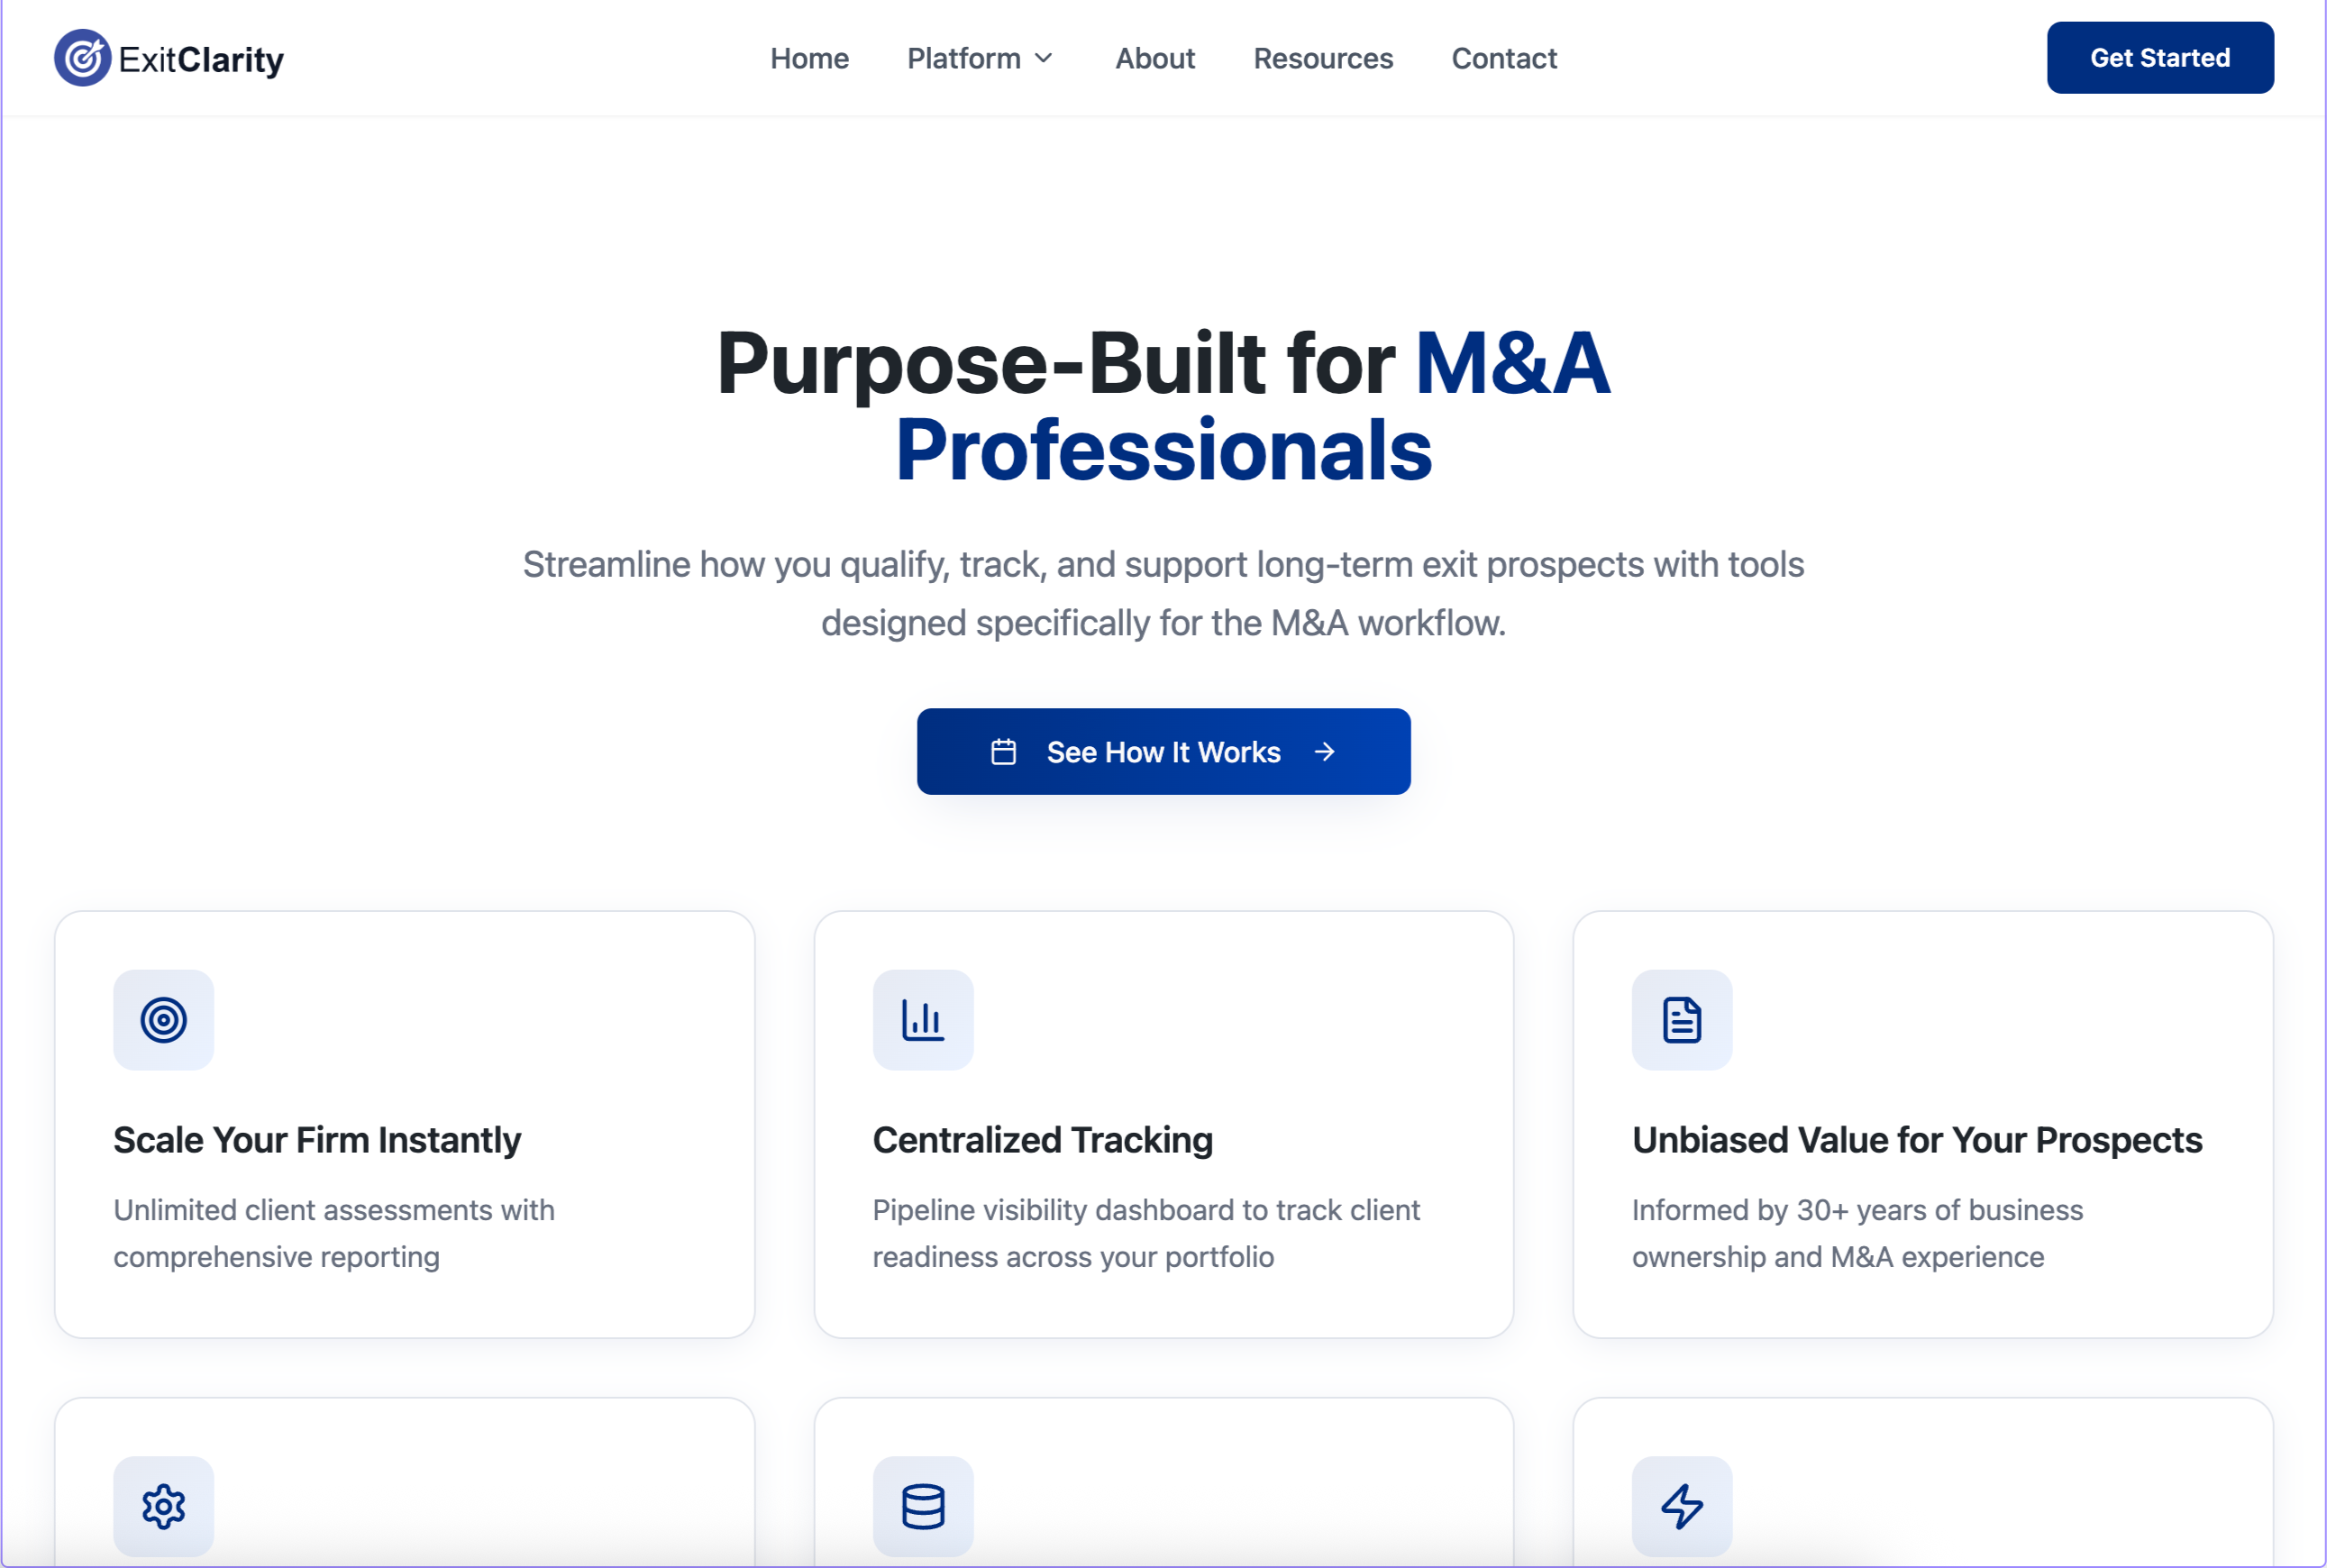 ExitClarity
Home
Platform
About
Resources
Contact
Get Started
Purpose-Built for M&A
Professionals
Streamline how you qualify, track, and support long-term exit prospects with tools
designed specifically for the M&A workflow.
See How It Works
Scale Your Firm Instantly
Unlimited client assessments with
comprehensive reporting
Centralized Tracking
Pipeline visibility dashboard to track client
readiness across your portfolio
Unbiased Value for Your Prospects
Informed by 30+ years of business
ownership and M&A experience